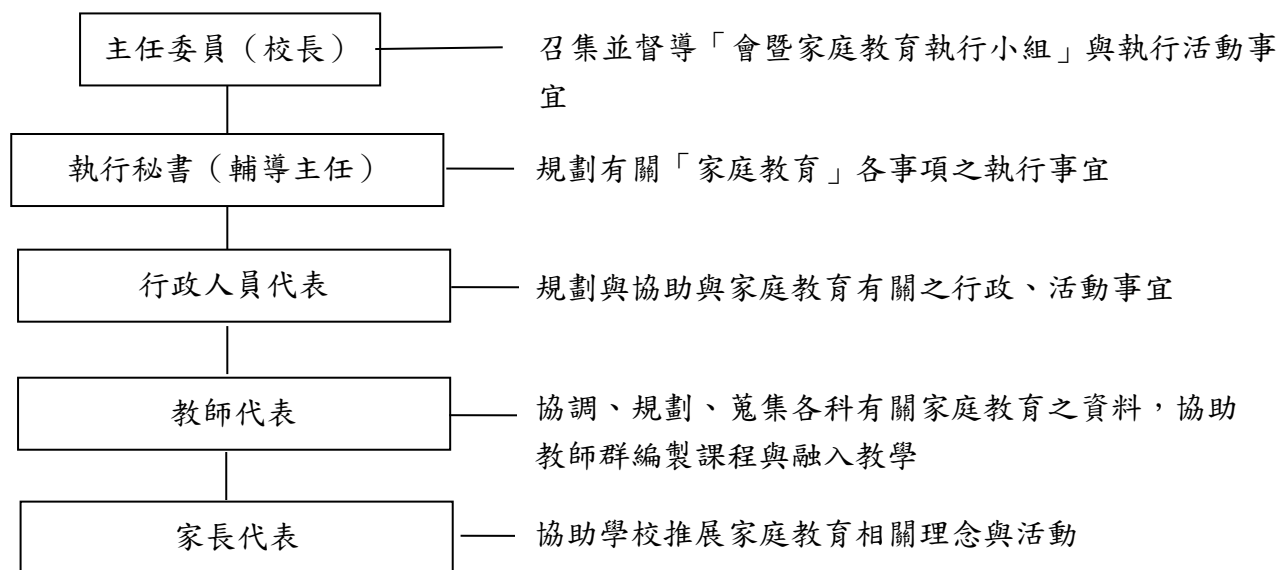 主任委員（校長）
召集並督導「會暨家庭教育執行小組」與執行活動事
宜
執行秘書（輔導主任）
規劃有關「家庭教育」各事項之執行事宜
行政人員代表
規劃與協助與家庭教育有關之行政、活動事宜
教師代表
協調、規劃、蒐集各科有關家庭教育之資料，協助
教師群編製課程與融入教學
家長代表
協助學校推展家庭教育相關理念與活動